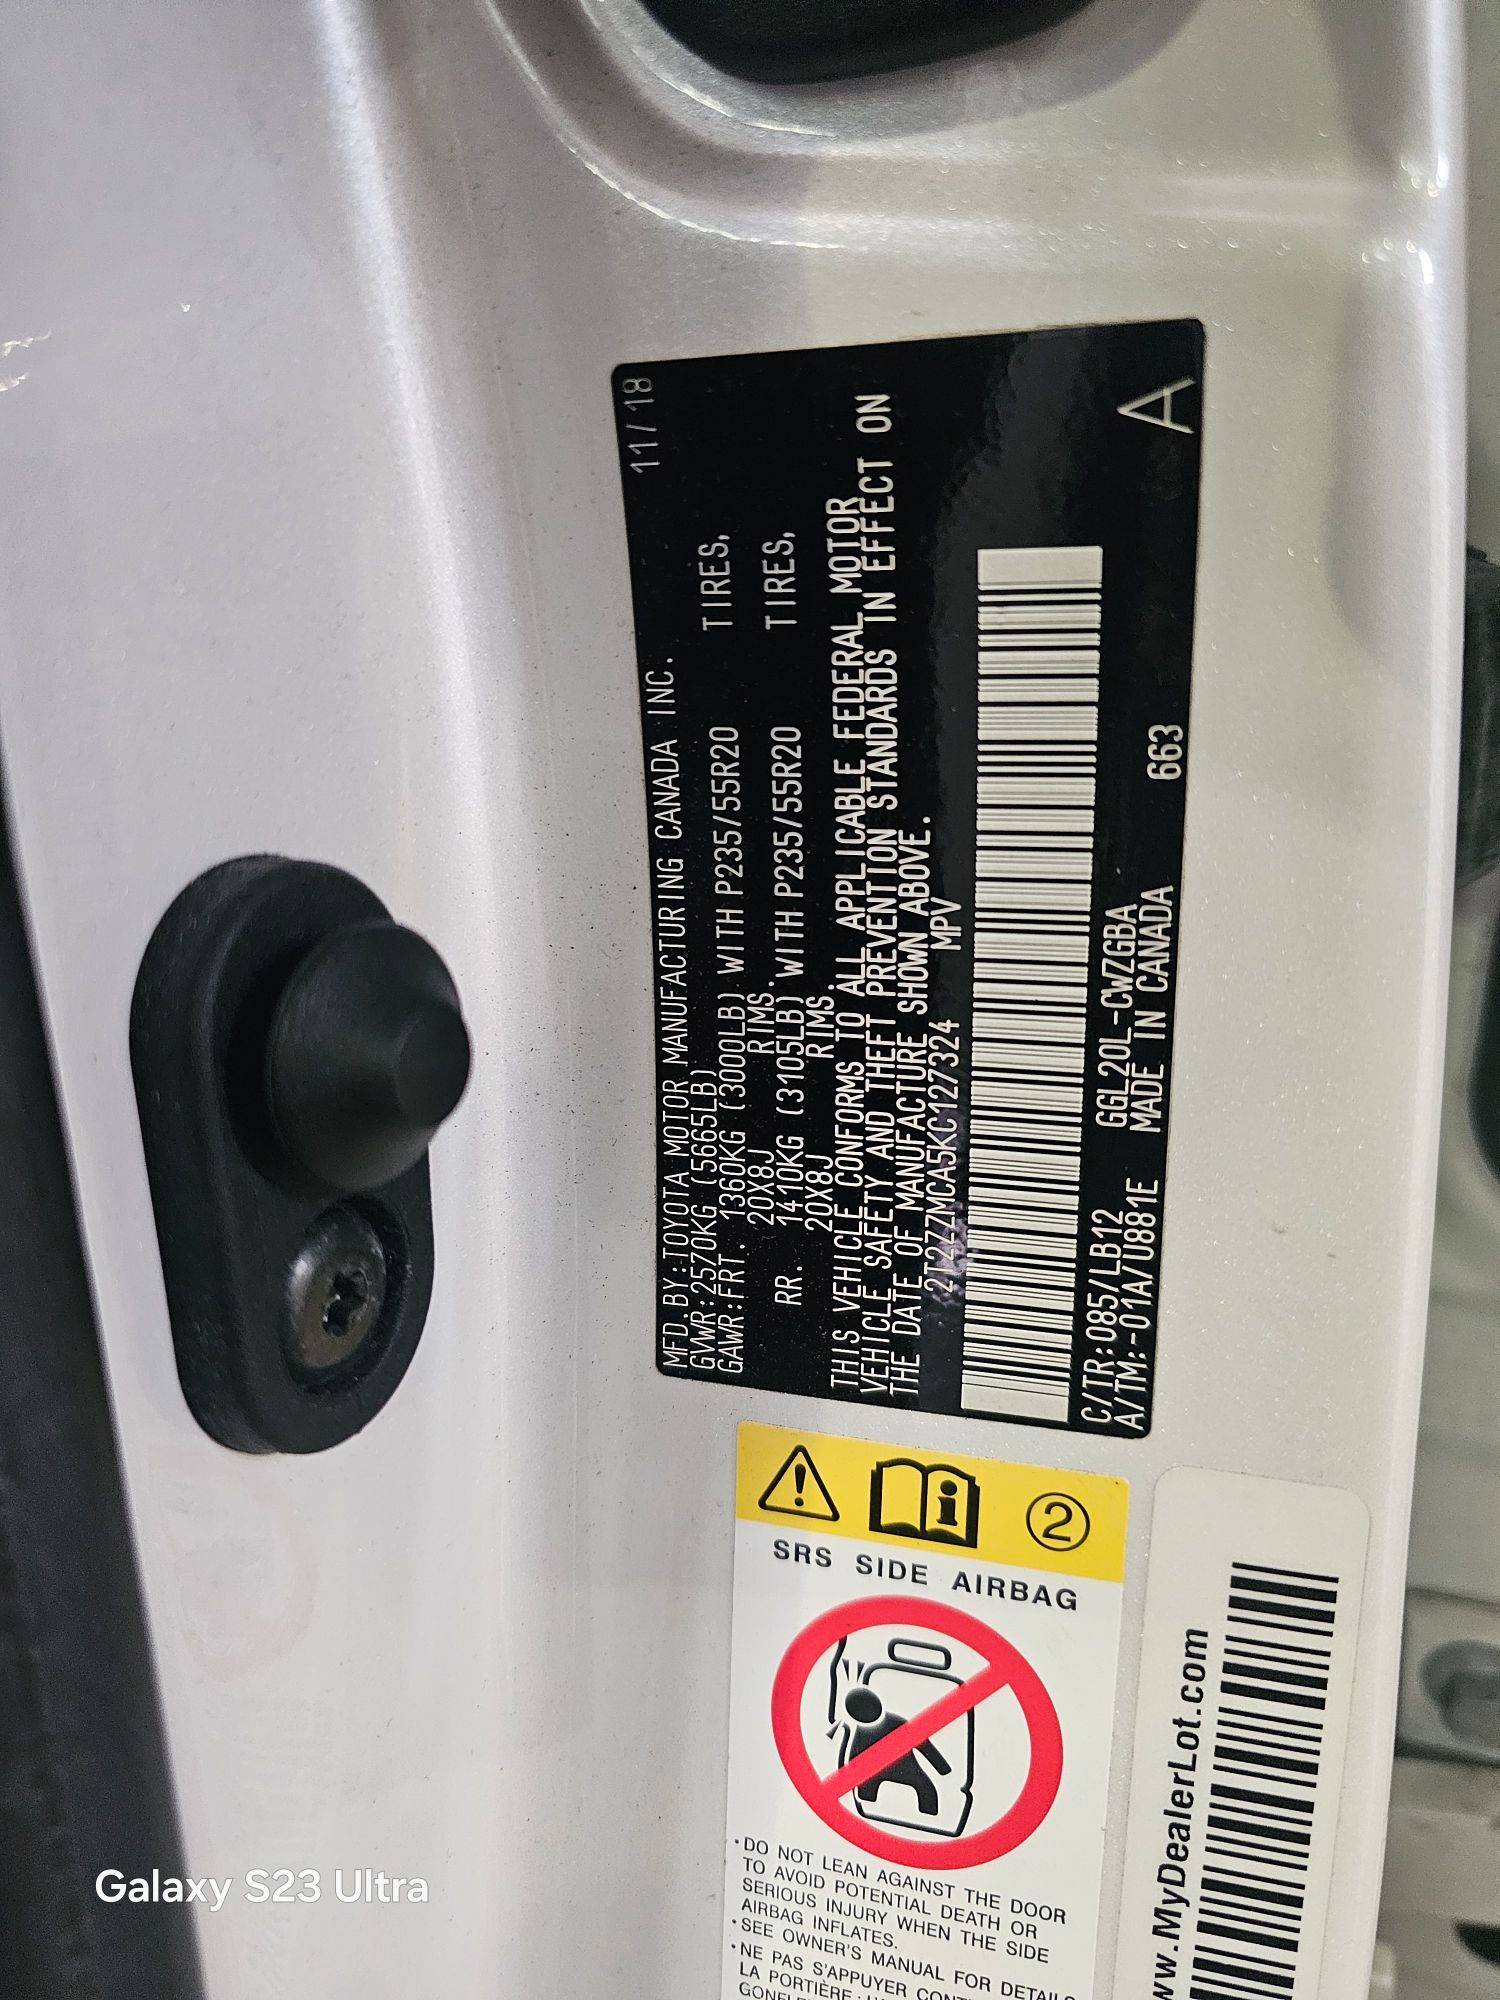 MFD. BY: TOYOTA MOTOR MANUFACTURING CANADA INC. 11/18
GVWR: 2570KG (5665LB)
GAWR: FRT. 1360KG (3000LB) WITH P235/55R20 TIRES,
20X8J RIMS.
RR. 1410KG (3105LB) WITH P235/55R20 TIRES,
20X8J RIMS.
THIS VEHICLE CONFORMS TO ALL APPLICABLE FEDERAL MOTOR
VEHICLE SAFETY AND THEFT PREVENTION STANDARDS IN EFFECT ON
THE DATE OF MANUFACTURE SHOWN ABOVE.
2T2ZZMCA5KC127324 MPV
C/TR: 085/LB12 GGL20L-CWZGBA
A/TM: -01A/U881E MADE IN CANADA 663 A
2
SRS SIDE AIRBAG
•DO NOT LEAN AGAINST THE DOOR
TO AVOID POTENTIAL DEATH OR
SERIOUS INJURY WHEN THE SIDE
AIRBAG INFLATES.
•SEE OWNER'S MANUAL FOR DETAILS
•NE PAS S'APPUYER
LA PORTIÈRE
www.MyDealerLot.com
Galaxy S23 Ultra